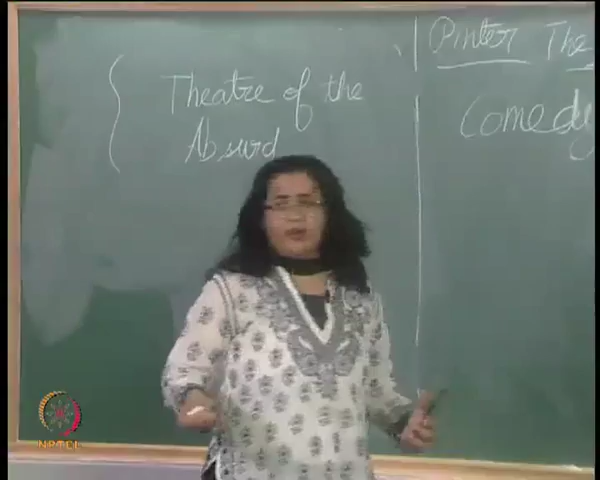 Theatre of the
Absurd
Pinter The
Comedy
NPTEL